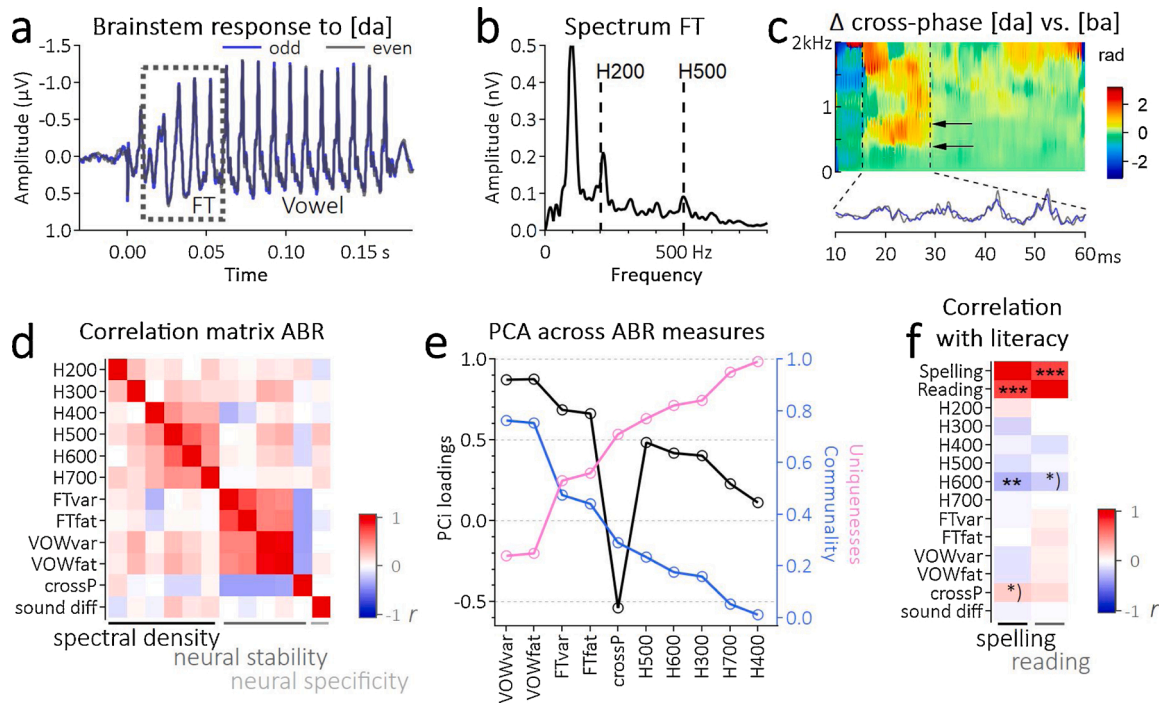 a
Brainstem response to [da]
odd
even
-1.5
-1.0
-0.5
0.0
0.5
1.0
Amplitude (μV)
FT
Vowel
0.00
0.05
0.10
0.15 s
Time
b
Spectrum FT
0.5
0.4
0.3
0.2
0.1
0.0
Amplitude (nV)
H200
H500
0
500 Hz
Frequency
c
Δ cross-phase [da] vs. [ba]
2kHz
1
0
rad
2
0
-2
10
20
30
40
50
60ms
d
Correlation matrix ABR
H200
H300
H400
H500
H600
H700
FTvar
FTfat
VOWvar
VOWfat
crossP
sound diff
1
0
-1 r
spectral density
neural stability
neural specificity
e
PCA across ABR measures
1.0
0.5
0.0
-0.5
PCi loadings
1.0
0.8
0.6
0.4
0.2
0.0
Communality
Uniquenesses
VOWvar
VOWfat
FTvar
FTfat
crossP
H500
H600
H300
H700
H400
f
Correlation
with literacy
Spelling ***
Reading ***
H200
H300
H400
H500
H600 ** *)
H700
FTvar
FTfat
VOWvar
VOWfat
crossP *)
sound diff
1
0
-1 r
spelling
reading